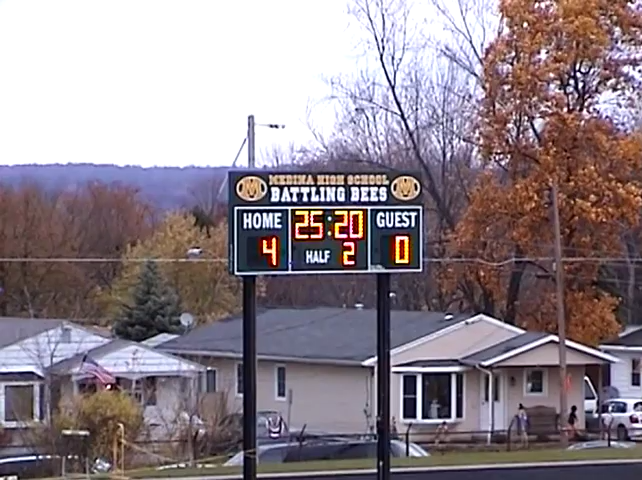 MEDINA HIGH SCHOOL
BATTLING BEES
HOME 25:20 GUEST
4 HALF 2 0